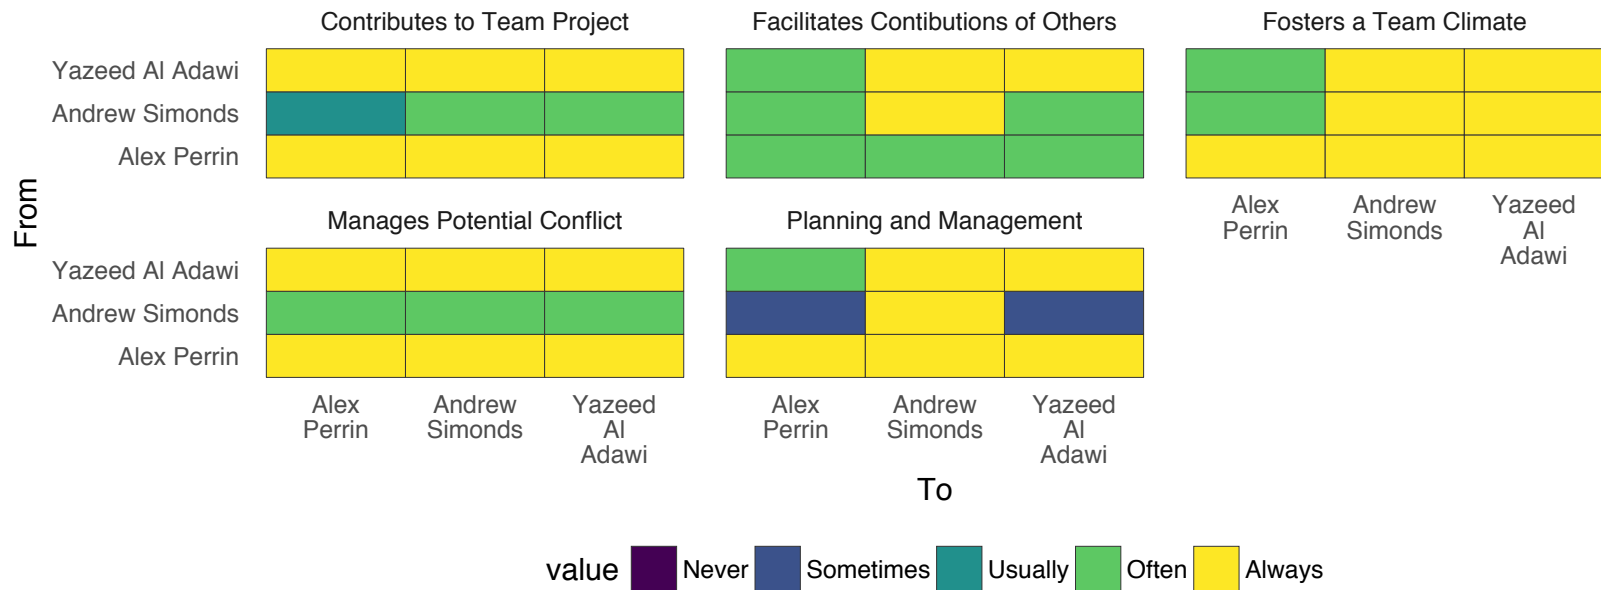 Contributes to Team Project
Facilitates Contibutions of Others
Fosters a Team Climate
Yazeed Al Adawi
Andrew Simonds
Alex Perrin
Alex
Perrin
Andrew
Simonds
Yazeed
Al
Adawi
From
Manages Potential Conflict
Planning and Management
Yazeed Al Adawi
Andrew Simonds
Alex Perrin
Alex
Perrin
Andrew
Simonds
Yazeed
Al
Adawi
Alex
Perrin
Andrew
Simonds
Yazeed
Al
Adawi
To
value Never Sometimes Usually Often Always